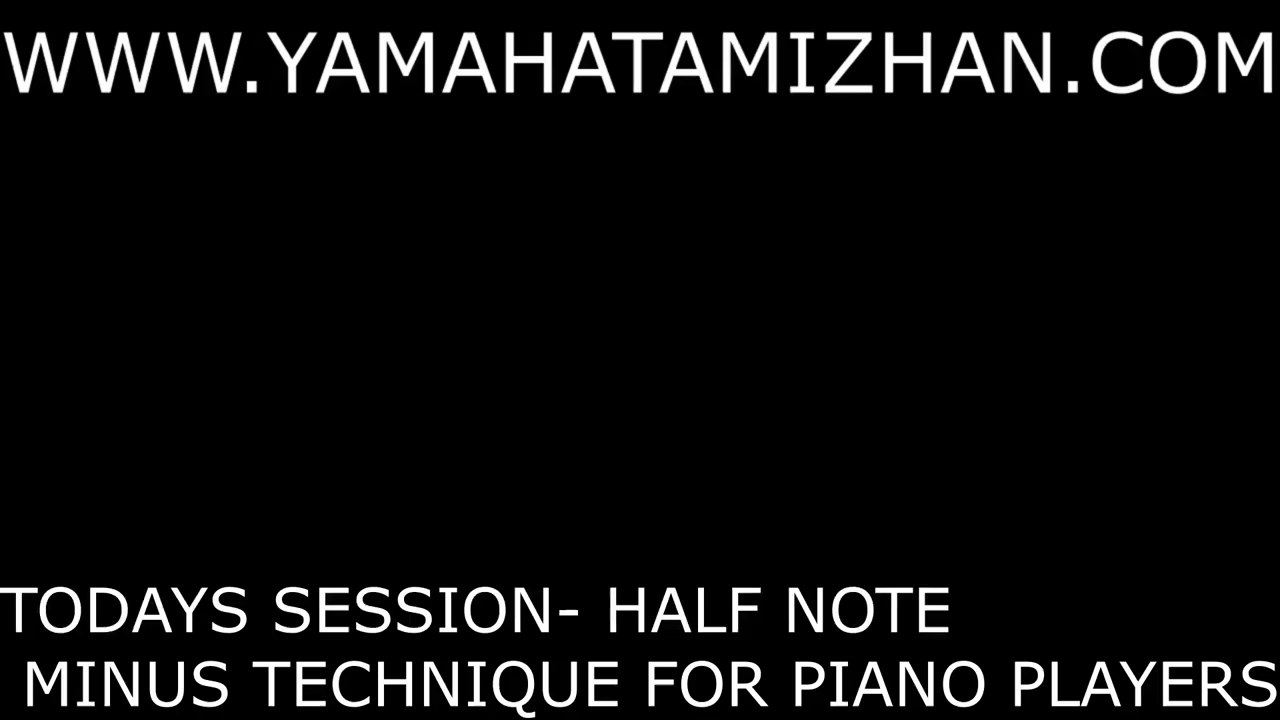 WWW.YAMAHATAMIZHAN.COM
TODAYS SESSION- HALF NOTE
MINUS TECHNIQUE FOR PIANO PLAYERS